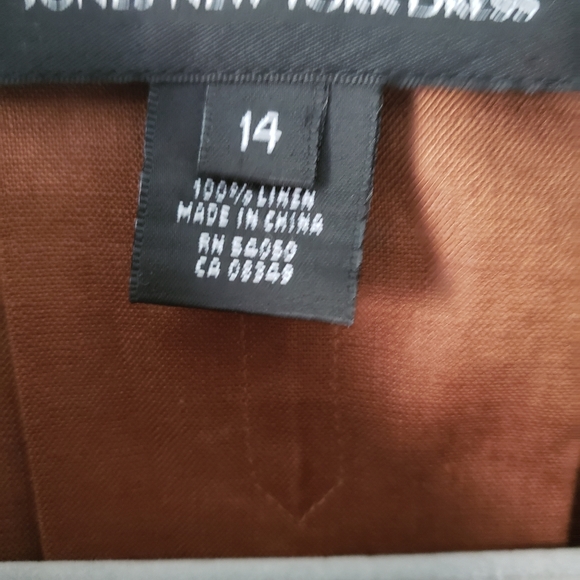 JONES NEW YORK DRESS
14
100% LINEN
MADE IN CHINA
RN 54050
CA 08349